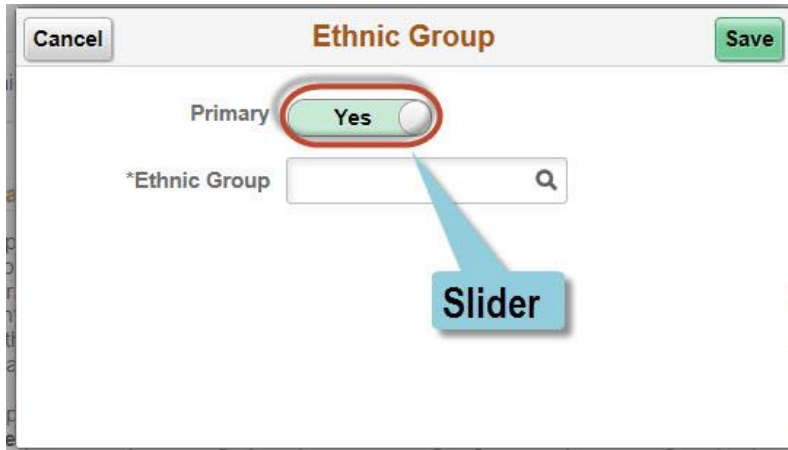 Cancel
Ethnic Group
Save
Primary
Yes
*Ethnic Group
Slider